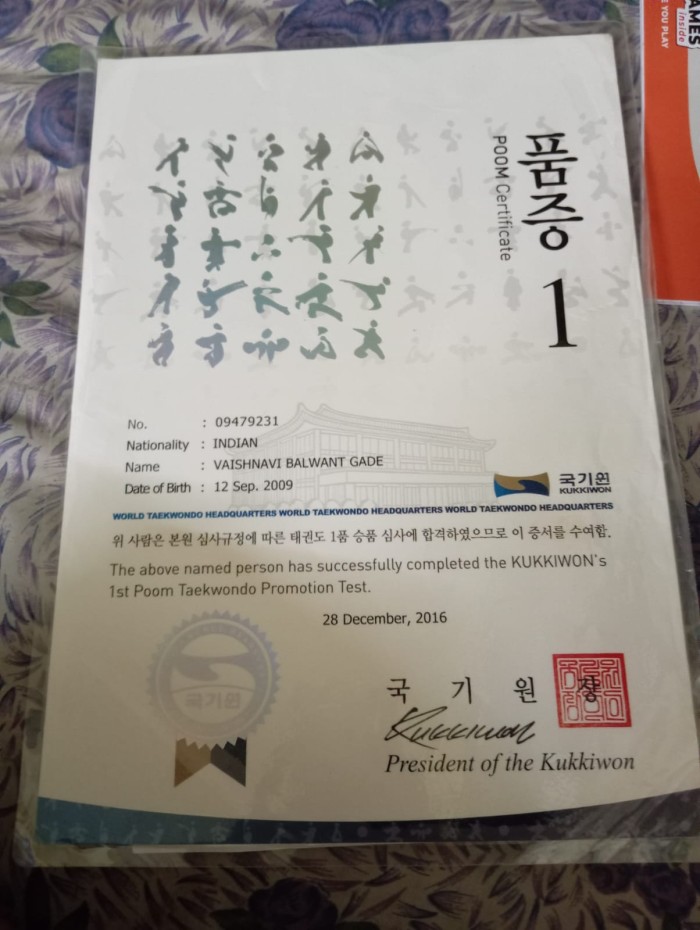 AMES
inside
E YOU PLAY
품증
POOM Certificate
1
No. : 09479231
Nationality : INDIAN
Name : VAISHNAVI BALWANT GADE
Date of Birth : 12 Sep. 2009
국기원
KUKKIWON
WORLD TAEKWONDO HEADQUARTERS WORLD TAEKWONDO HEADQUARTERS WORLD TAEKWONDO HEADQUARTERS
위 사람은 본원 심사규정에 따른 태권도 1품 승품 심사에 합격하였으므로 이 증서를 수여함.
The above named person has successfully completed the KUKKIWON's
1st Poom Taekwondo Promotion Test.
28 December, 2016
국기원
국 기 원 장
Kukkiwon
President of the Kukkiwon